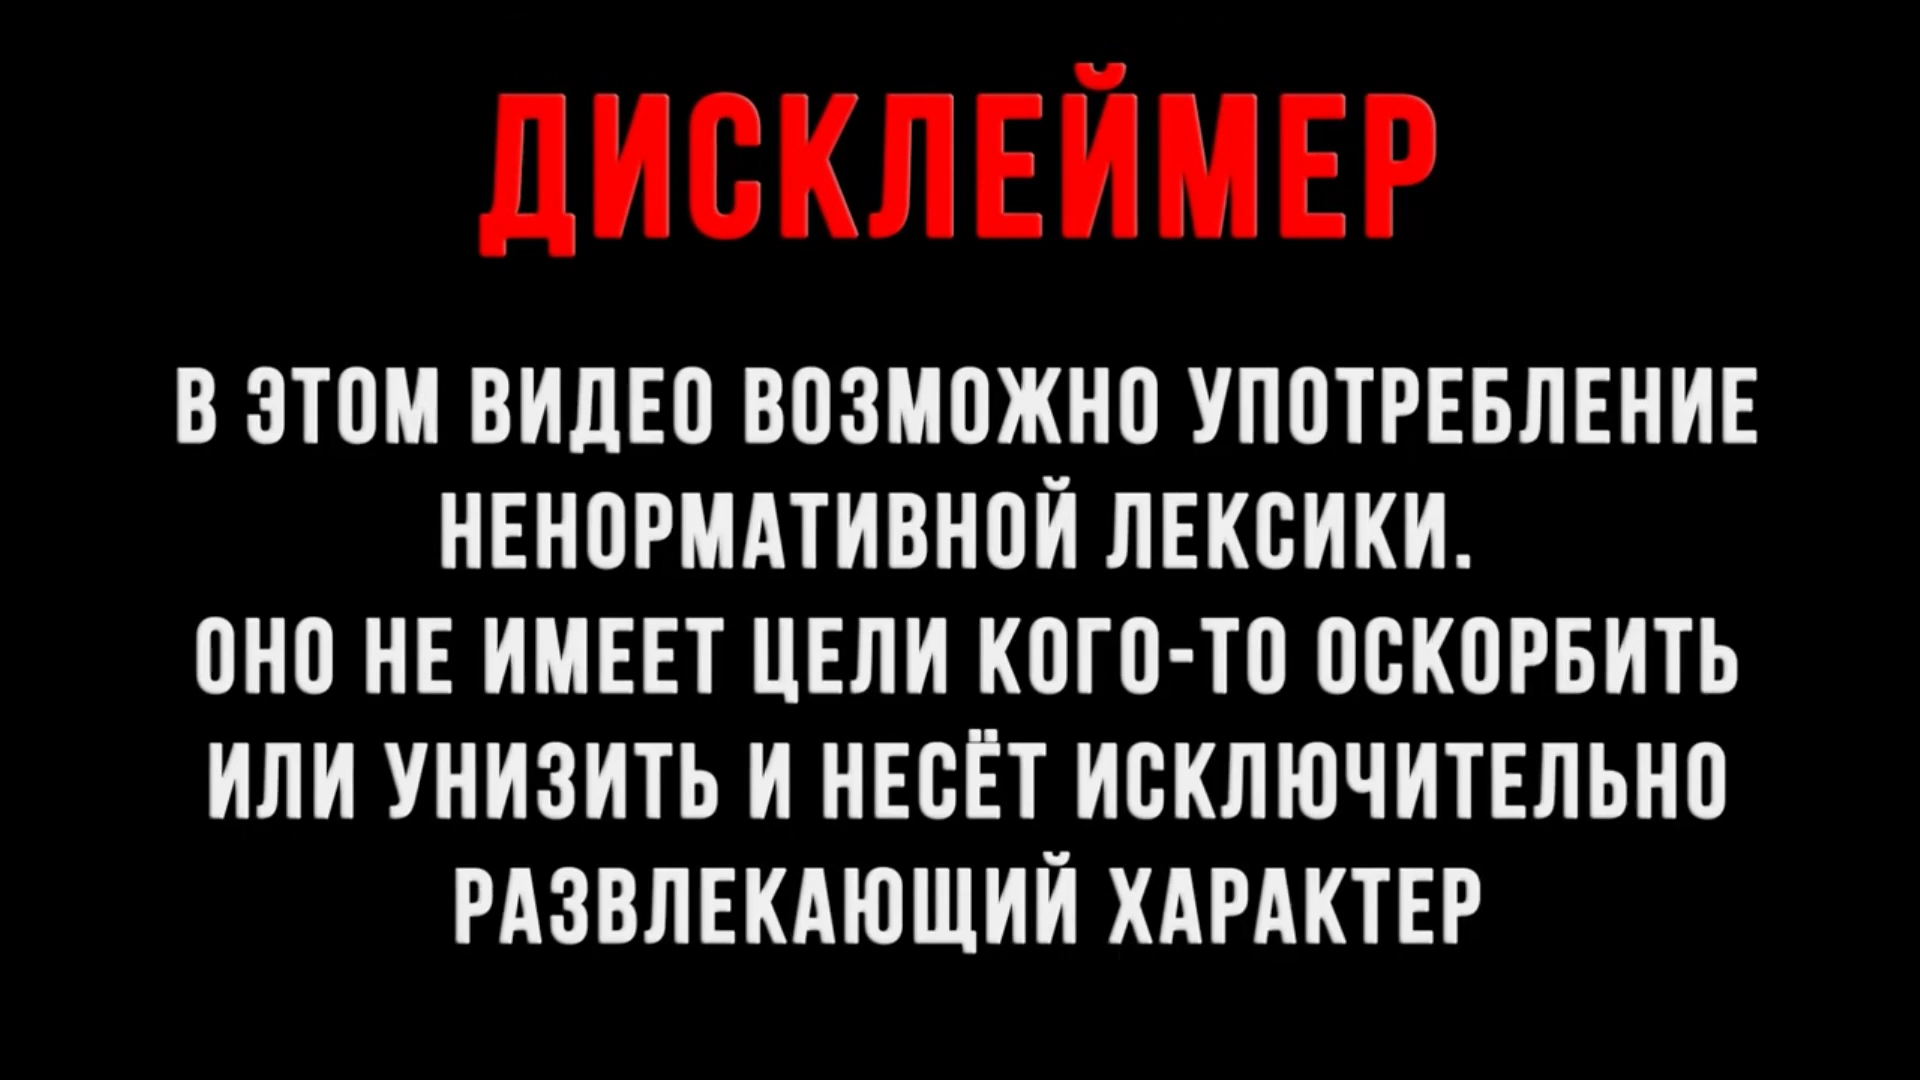 ДИСКЛЕЙМЕР
В ЭТОМ ВИДЕО ВОЗМОЖНО УПОТРЕБЛЕНИЕ
НЕНОРМАТИВНОЙ ЛЕКСИКИ.
ОНО НЕ ИМЕЕТ ЦЕЛИ КОГО-ТО ОСКОРБИТЬ
ИЛИ УНИЗИТЬ И НЕСЁТ ИСКЛЮЧИТЕЛЬНО
РАЗВЛЕКАЮЩИЙ ХАРАКТЕР